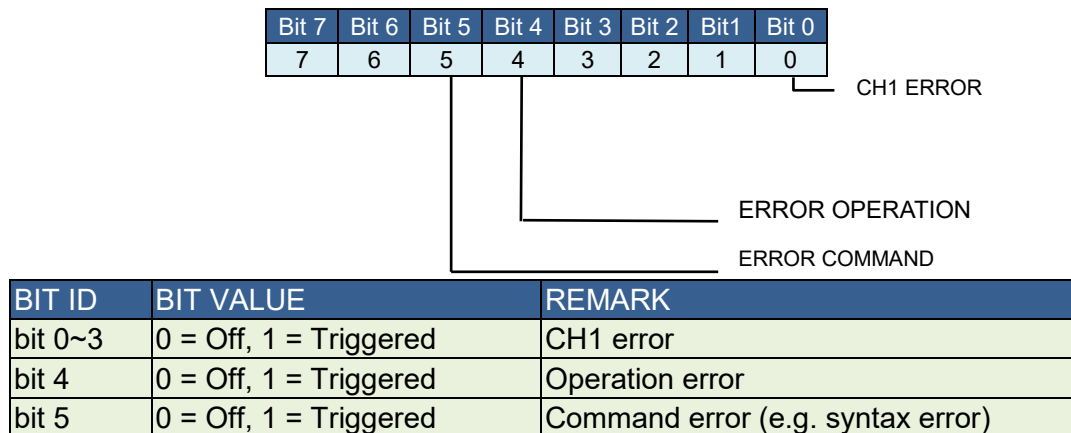 Bit 7 Bit 6 Bit 5 Bit 4 Bit 3 Bit 2 Bit1 Bit 0
7 6 5 4 3 2 1 0
CH1 ERROR
ERROR OPERATION
ERROR COMMAND
BIT ID BIT VALUE REMARK
bit 0~3 0 = Off, 1 = Triggered CH1 error
bit 4 0 = Off, 1 = Triggered Operation error
bit 5 0 = Off, 1 = Triggered Command error (e.g. syntax error)